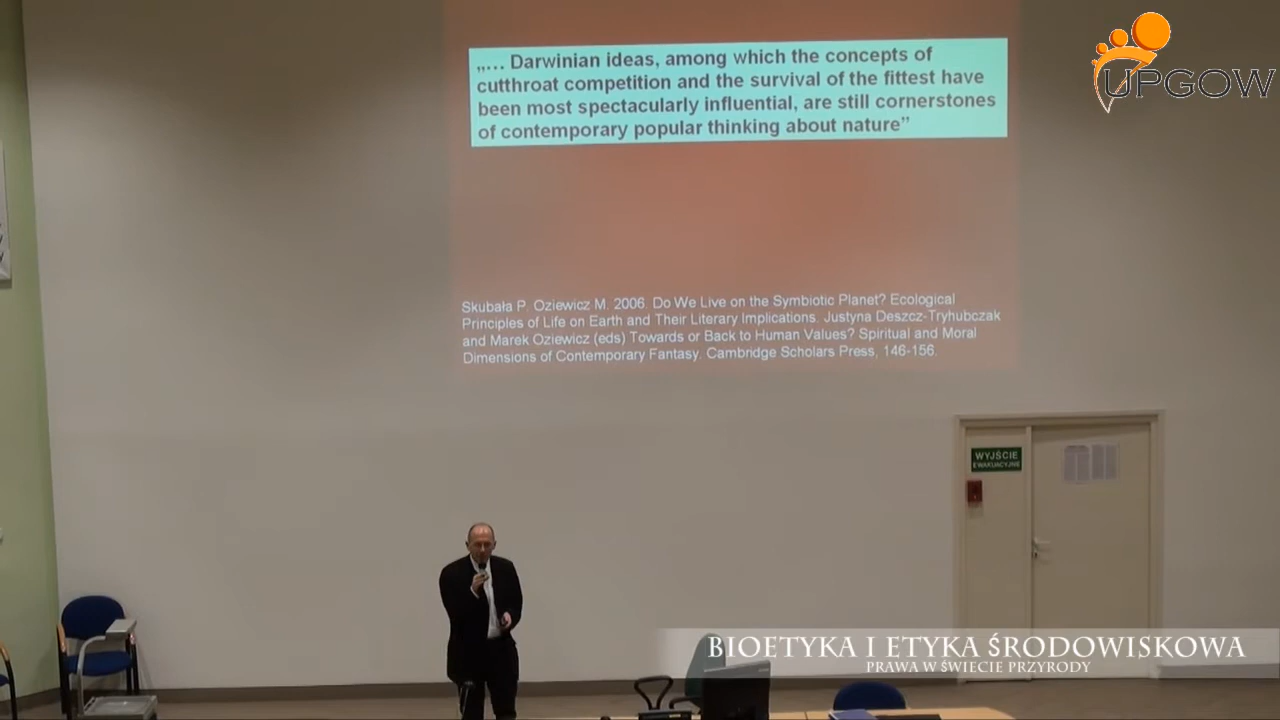 „... Darwinian ideas, among which the concepts of
cutthroat competition and the survival of the fittest have
been most spectacularly influential, are still cornerstones
of contemporary popular thinking about nature”
UPGOW
Skubała P. Oziewicz M. 2006. Do We Live on the Symbiotic Planet? Ecological
Principles of Life on Earth and Their Literary Implications. Justyna Deszcz-Tryhubczak
and Marek Oziewicz (eds) Towards or Back to Human Values? Spiritual and Moral
Dimensions of Contemporary Fantasy. Cambridge Scholars Press, 146-156.
WYJŚCIE
EWAKUACYJNE
BIOETYKA I ETYKA ŚRODOWISKOWA
PRAWA W ŚWIECIE PRZYRODY